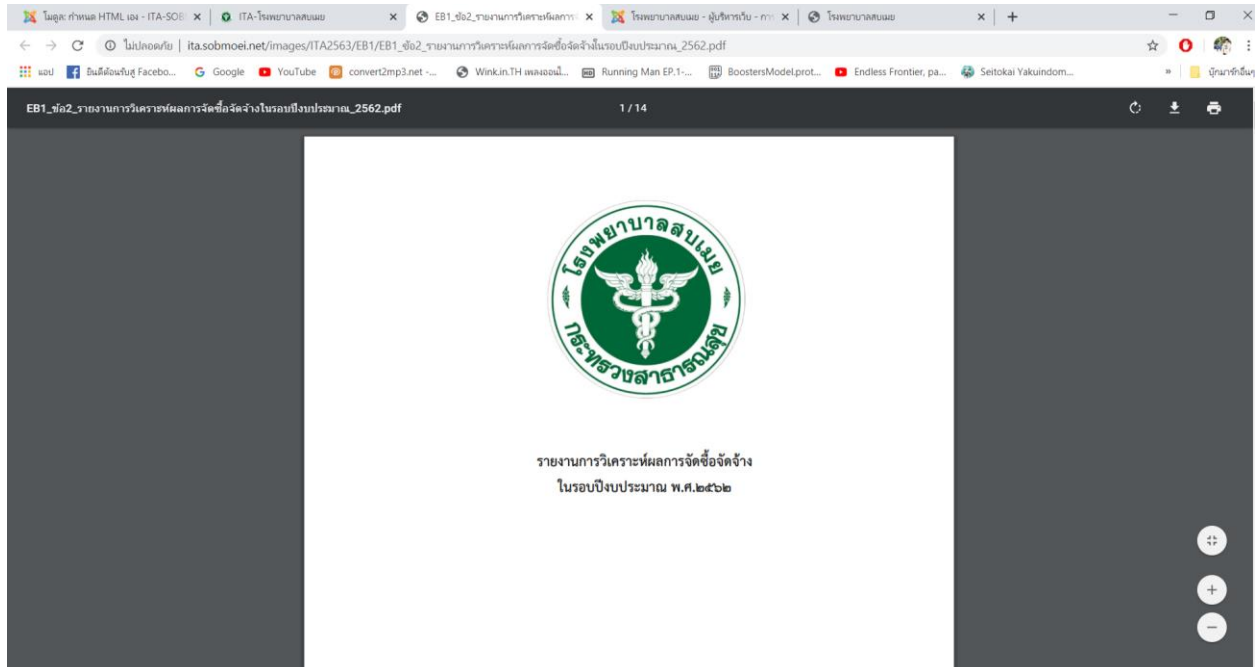 โมดูล: กำหนด HTML เอง - ITA-SOB
ITA-โรงพยาบาลสบเมย
EB1_ข้อ2_รายงานการวิเคราะห์ผลการ
โรงพยาบาลสบเมย - ผู้บริหารเว็บ - กา
โรงพยาบาลสบเมย
ไม่ปลอดภัย | ita.sobmoei.net/images/ITA2563/EB1/EB1_ข้อ2_รายงานการวิเคราะห์ผลการจัดซื้อจัดจ้างในรอบปีงบประมาณ_2562.pdf
แอป
ยินดีต้อนรับสู่ Facebo...
Google
YouTube
convert2mp3.net -...
Wink.in.TH เพลงออนไ...
Running Man EP.1-...
BoostersModel.prot...
Endless Frontier, pa...
Seitokai Yakuindom...
»
บุ๊กมาร์กอื่นๆ
EB1_ข้อ2_รายงานการวิเคราะห์ผลการจัดซื้อจัดจ้างในรอบปีงบประมาณ_2562.pdf
1 / 14
โรงพยาบาลสบเมย
กระทรวงสาธารณสุข
รายงานการวิเคราะห์ผลการจัดซื้อจัดจ้าง
ในรอบปีงบประมาณ พ.ศ.๒๕๖๒